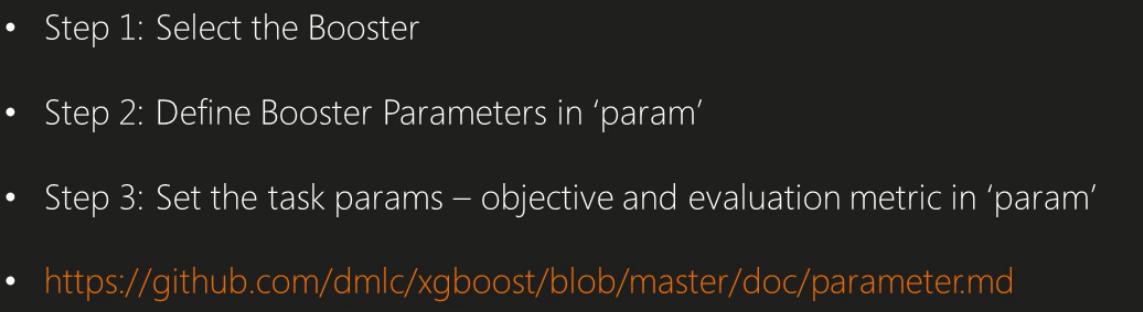 • Step 1: Select the Booster
• Step 2: Define Booster Parameters in ‘param’
• Step 3: Set the task params – objective and evaluation metric in ‘param’
• https://github.com/dmlc/xgboost/blob/master/doc/parameter.md